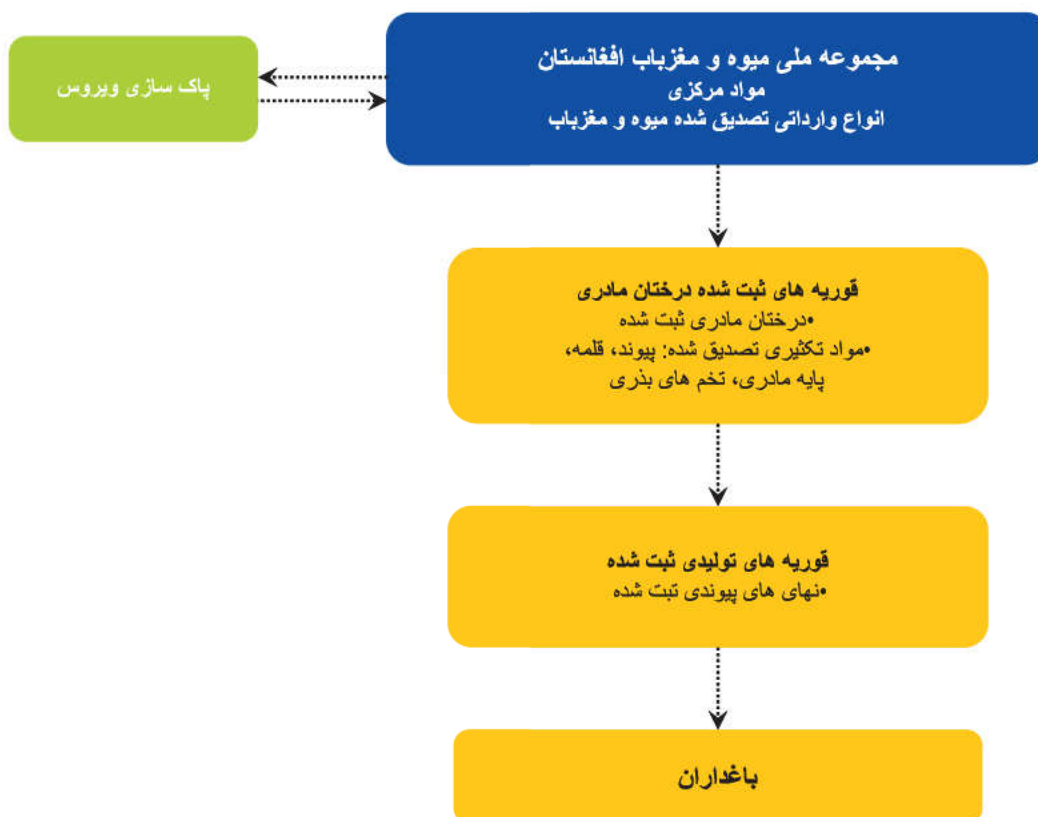 مجموعه ملی میوه و مغزباب افغانستان
مواد مرکزی
انواع وارداتی تصدیق شده میوه و مغزباب
پاک سازی ویروس
قوریه های ثبت شده درختان مادری
•درختان مادری ثبت شده
•مواد تکثیری تصدیق شده: پیوند، قلمه،
پایه مادری، تخم های بذری
قوریه های تولیدی ثبت شده
•نهای های پیوندی تبت شده
باغداران